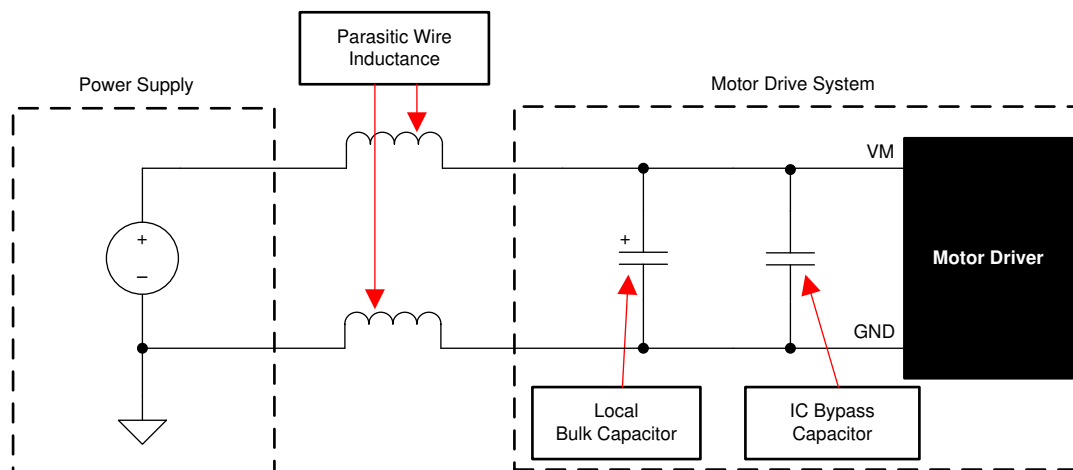 Parasitic Wire
Inductance
Power Supply
Motor Drive System
VM
+
–
+
Motor Driver
GND
Local
Bulk Capacitor
IC Bypass
Capacitor